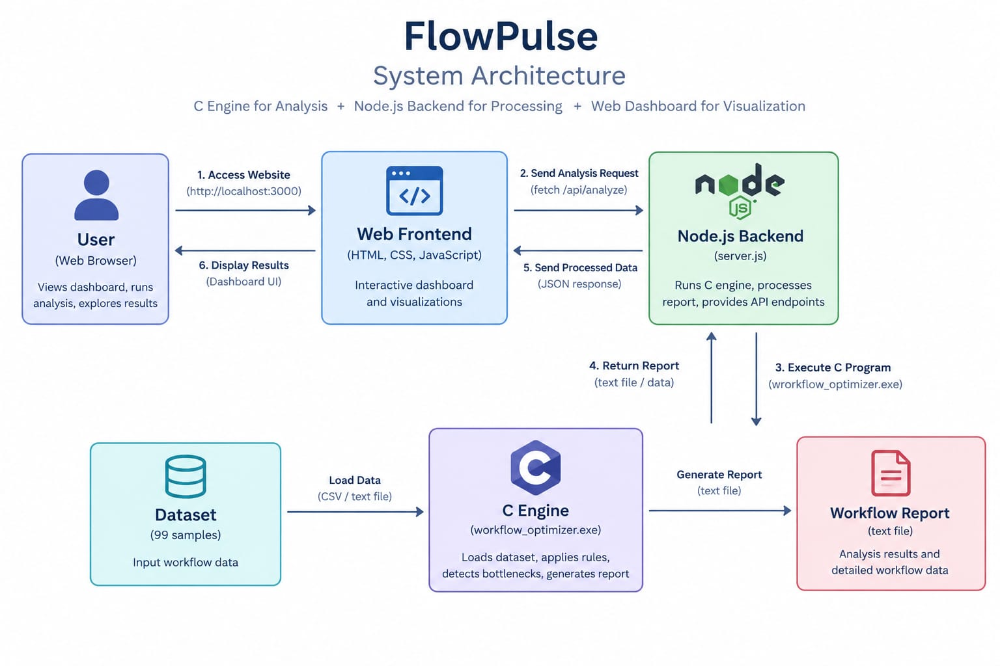 FlowPulse
System Architecture
C Engine for Analysis + Node.js Backend for Processing + Web Dashboard for Visualization
User
(Web Browser)
Views dashboard, runs
analysis, explores results
1. Access Website
(http://localhost:3000)
6. Display Results
(Dashboard UI)
</>
Web Frontend
(HTML, CSS, JavaScript)
Interactive dashboard
and visualizations
2. Send Analysis Request
(fetch /api/analyze)
5. Send Processed Data
(JSON response)
node
JS
Node.js Backend
(server.js)
Runs C engine, processes
report, provides API endpoints
4. Return Report
(text file / data)
3. Execute C Program
(wrorkflow_optimizer.exe)
Dataset
(99 samples)
Input workflow data
Load Data
(CSV / text file)
C
C Engine
(workflow_optimizer.exe)
Loads dataset, applies rules,
detects bottlenecks, generates report
Generate Report
(text file)
Workflow Report
(text file)
Analysis results and
detailed workflow data